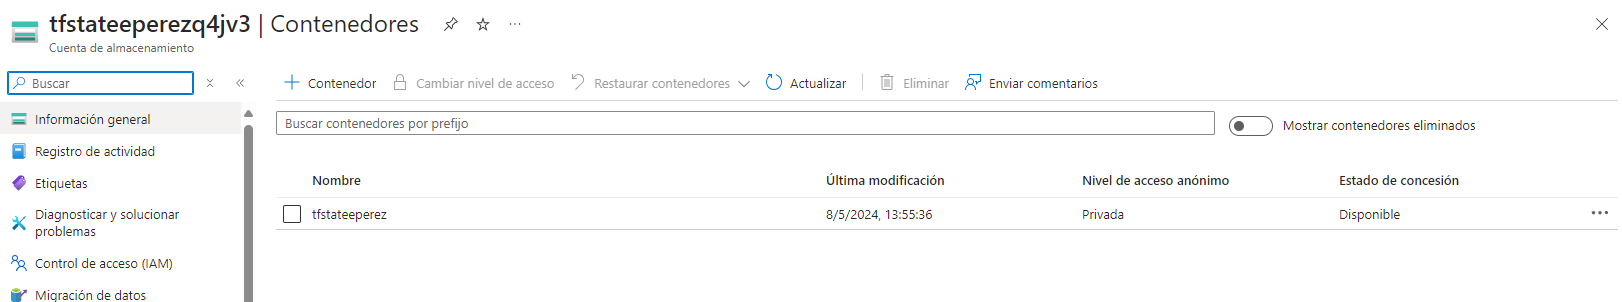 tfstateeperezq4jv3 | Contenedores
Cuenta de almacenamiento
Buscar
Contenedor
Cambiar nivel de acceso
Restaurar contenedores
Actualizar
Eliminar
Enviar comentarios
Información general
Registro de actividad
Etiquetas
Diagnosticar y solucionar
problemas
Control de acceso (IAM)
Migración de datos
Buscar contenedores por prefijo
Mostrar contenedores eliminados
Nombre Última modificación Nivel de acceso anónimo Estado de concesión
tfstateeperez 8/5/2024, 13:55:36 Privada Disponible